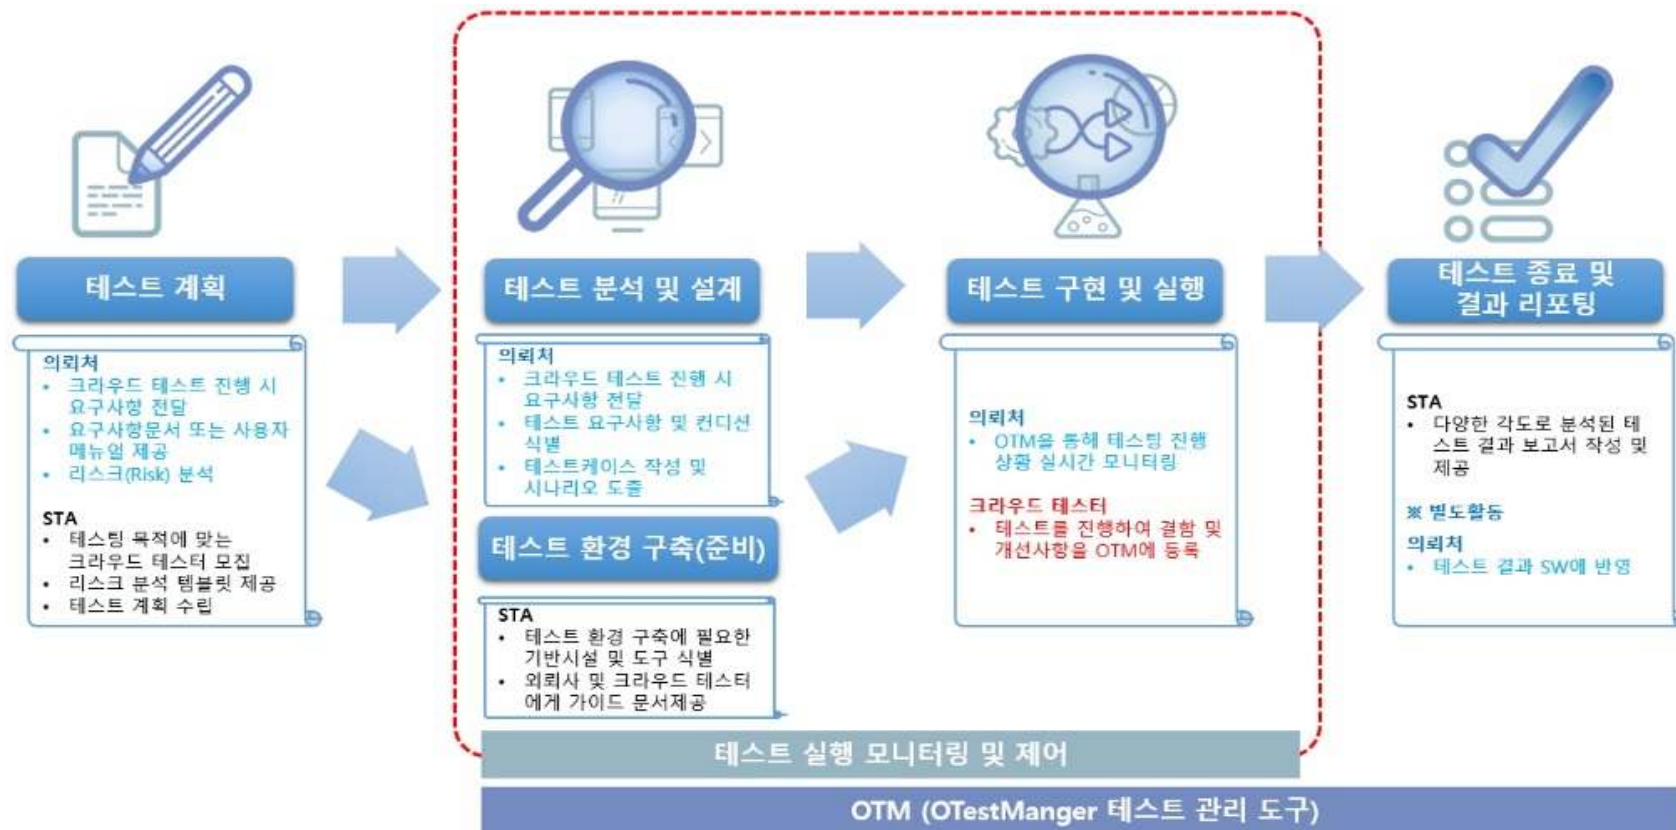 테스트 계획
의뢰처
• 크라우드 테스트 진행 시
요구사항 전달
• 요구사항문서 또는 사용자
메뉴얼 제공
• 리스크(Risk) 분석
STA
• 테스팅 목적에 맞는
크라우드 테스터 모집
• 리스크 분석 템블릿 제공
• 테스트 계획 수립
테스트 분석 및 설계
의뢰처
• 크라우드 테스트 진행 시
요구사항 전달
• 테스트 요구사항 및 컨디션
식별
• 테스트케이스 작성 및
시나리오 도출
테스트 환경 구축(준비)
STA
• 테스트 환경 구축에 필요한
기반시설 및 도구 식별
• 외뢰사 및 크라우드 테스터
에게 가이드 문서제공
테스트 구현 및 실행
의뢰처
• OTM을 통해 테스팅 진행
상황 실시간 모니터링
크라우드 테스터
• 테스트를 진행하여 결함 및
개선사항을 OTM에 등록
테스트 종료 및
결과 리포팅
STA
• 다양한 각도로 분석된 테
스트 결과 보고서 작성 및
제공
※ 별도활동
의뢰처
• 테스트 결과 SW에 반영
테스트 실행 모니터링 및 제어
OTM (OTestManger 테스트 관리 도구)